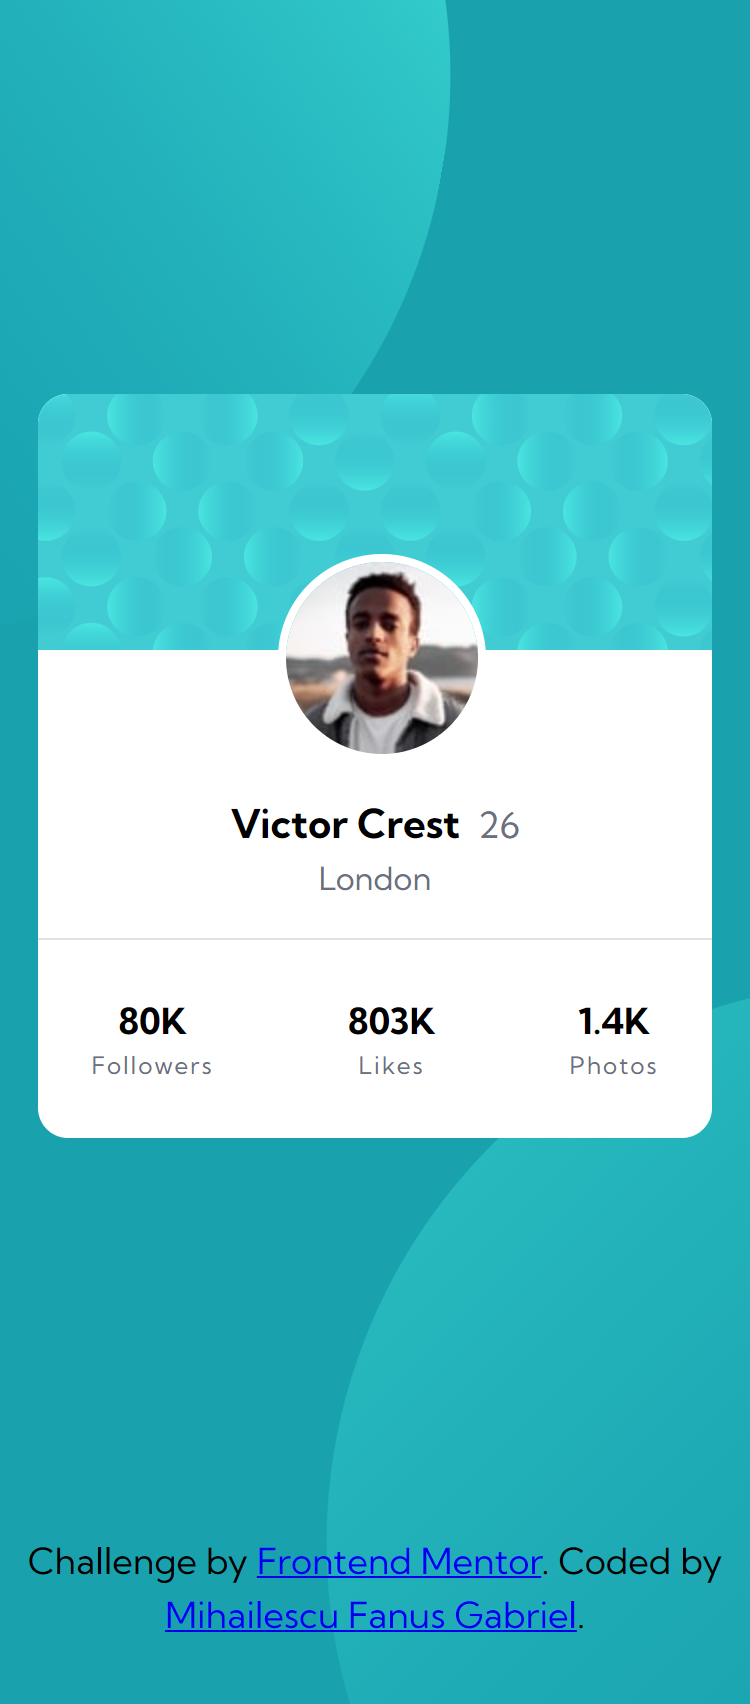 Victor Crest 26
London
80K 803K 1.4K
Followers Likes Photos
Challenge by Frontend Mentor. Coded by
Mihailescu Fanus Gabriel.